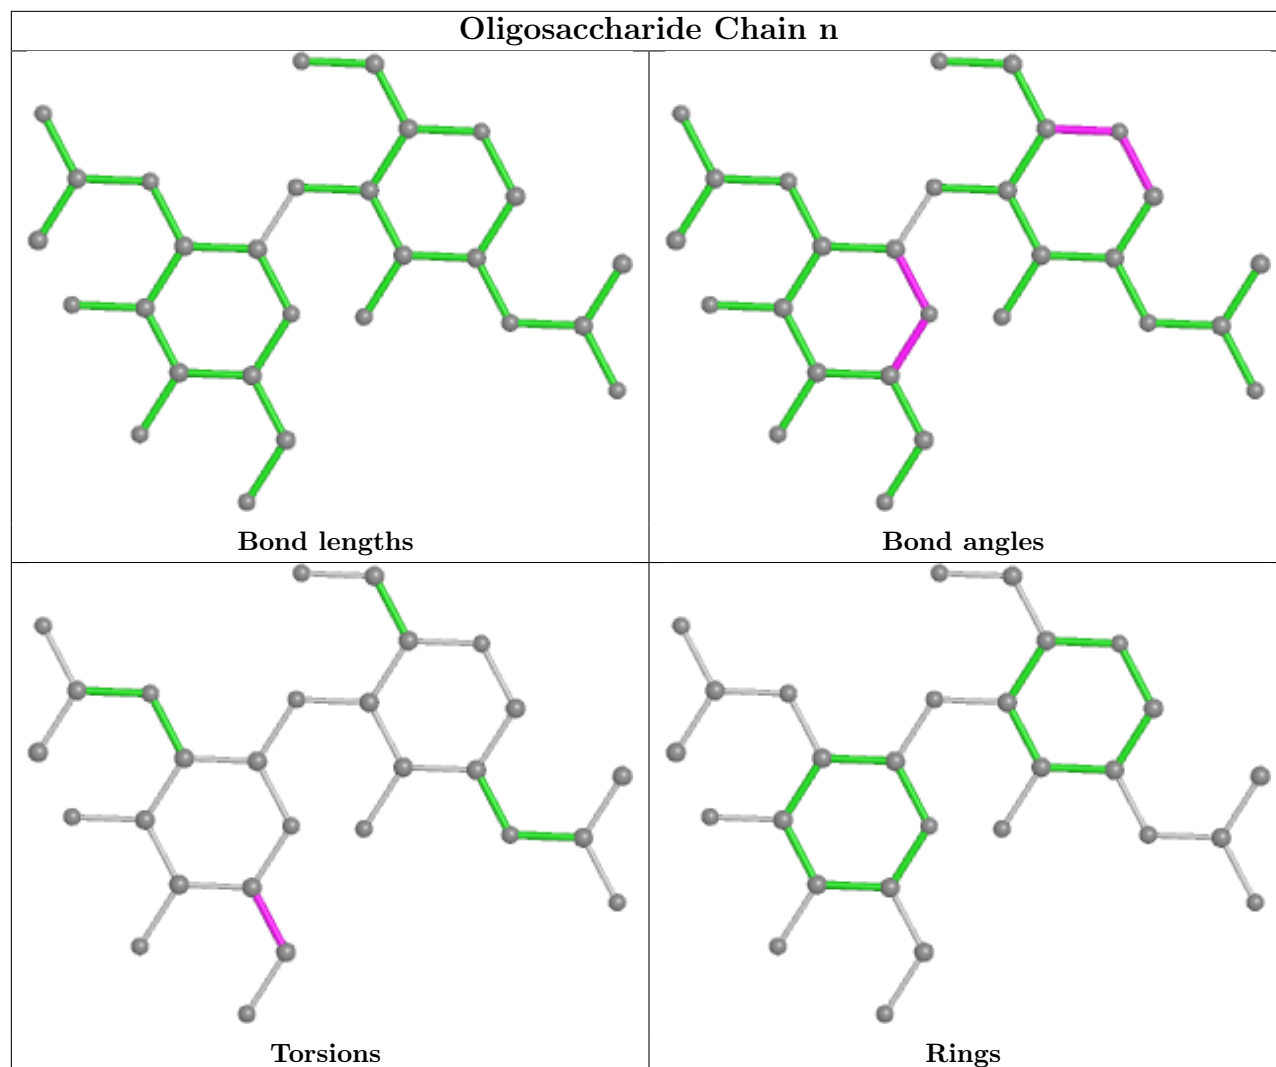 Oligosaccharide Chain n
Bond lengths
Bond angles
Torsions
Rings